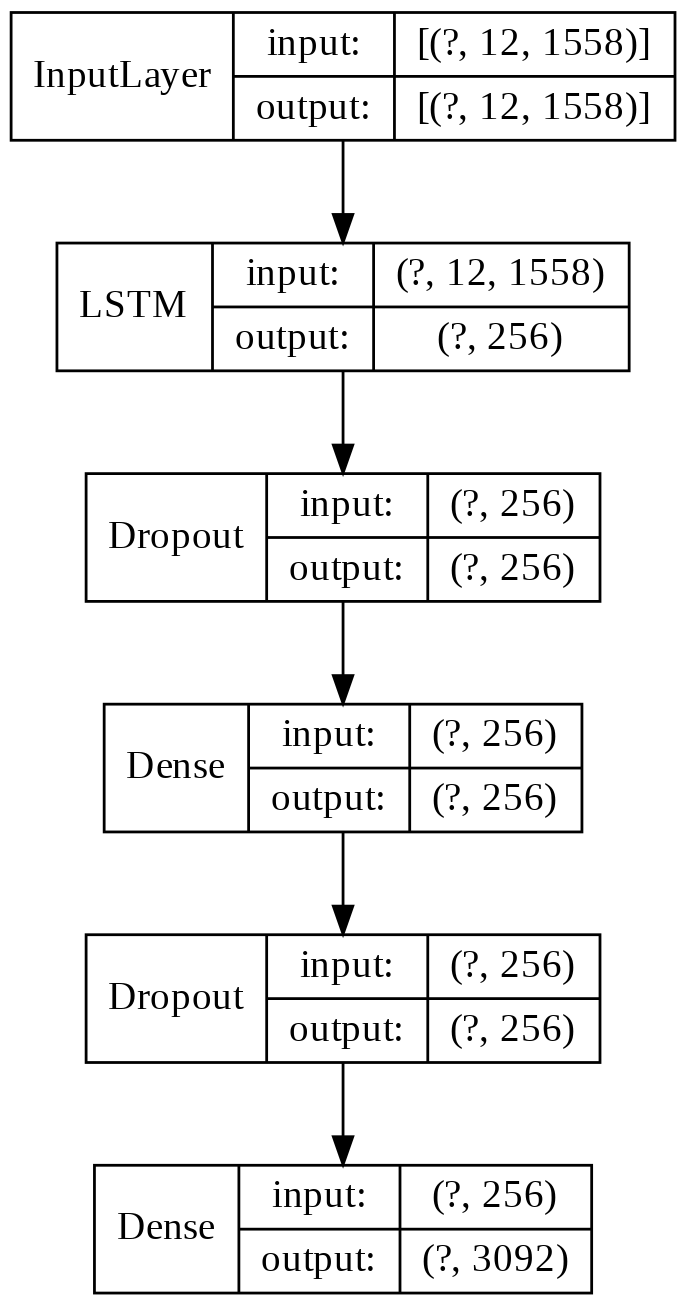 InputLayer
input:
[(?, 12, 1558)]
output:
[(?, 12, 1558)]
LSTM
input:
(?, 12, 1558)
output:
(?, 256)
Dropout
input:
(?, 256)
output:
(?, 256)
Dense
input:
(?, 256)
output:
(?, 256)
Dropout
input:
(?, 256)
output:
(?, 256)
Dense
input:
(?, 256)
output:
(?, 3092)